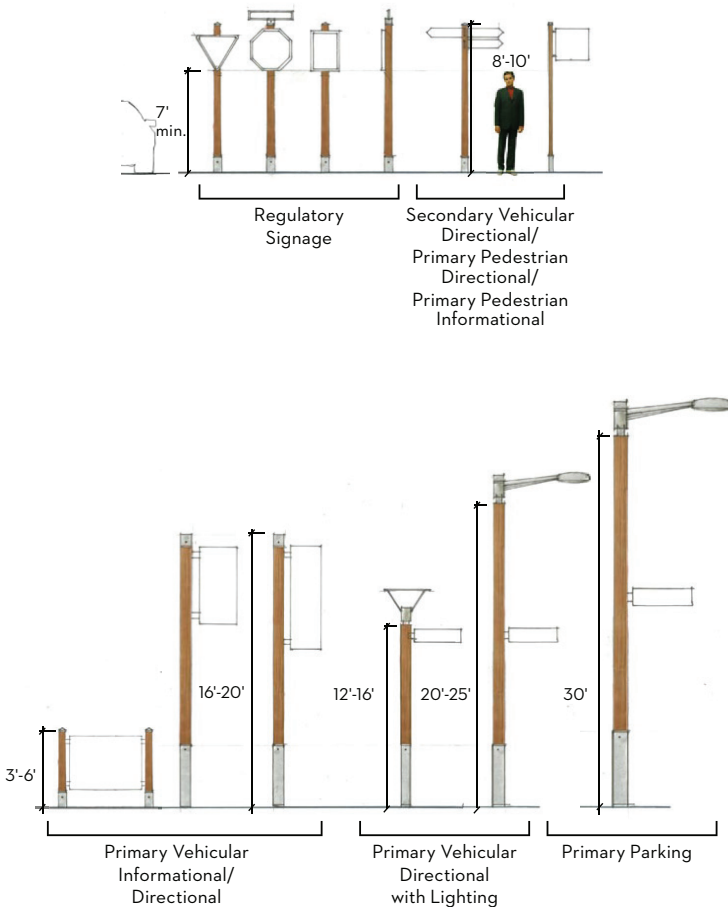 8'-10'
7'
min.
Regulatory
Signage
Secondary Vehicular
Directional/
Primary Pedestrian
Directional/
Primary Pedestrian
Informational
16'-20'
12'-16'
20'-25'
30'
3'-6'
Primary Vehicular
Informational/
Directional
Primary Vehicular
Directional
with Lighting
Primary Parking